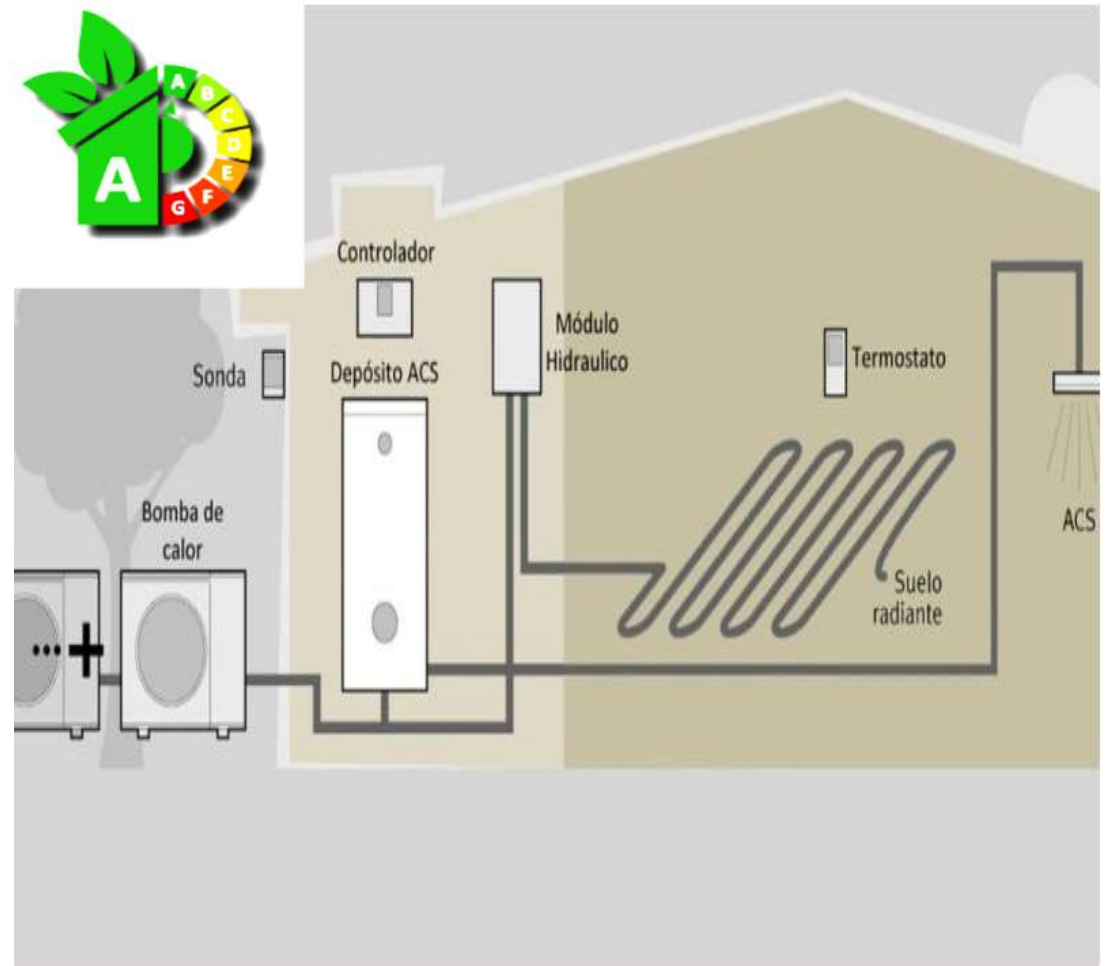 A
A
B
C
D
E
F
G
Controlador
Módulo
Hidraulico
Sonda
Depósito ACS
Termostato
Bomba de
calor
ACS
Suelo
radiante